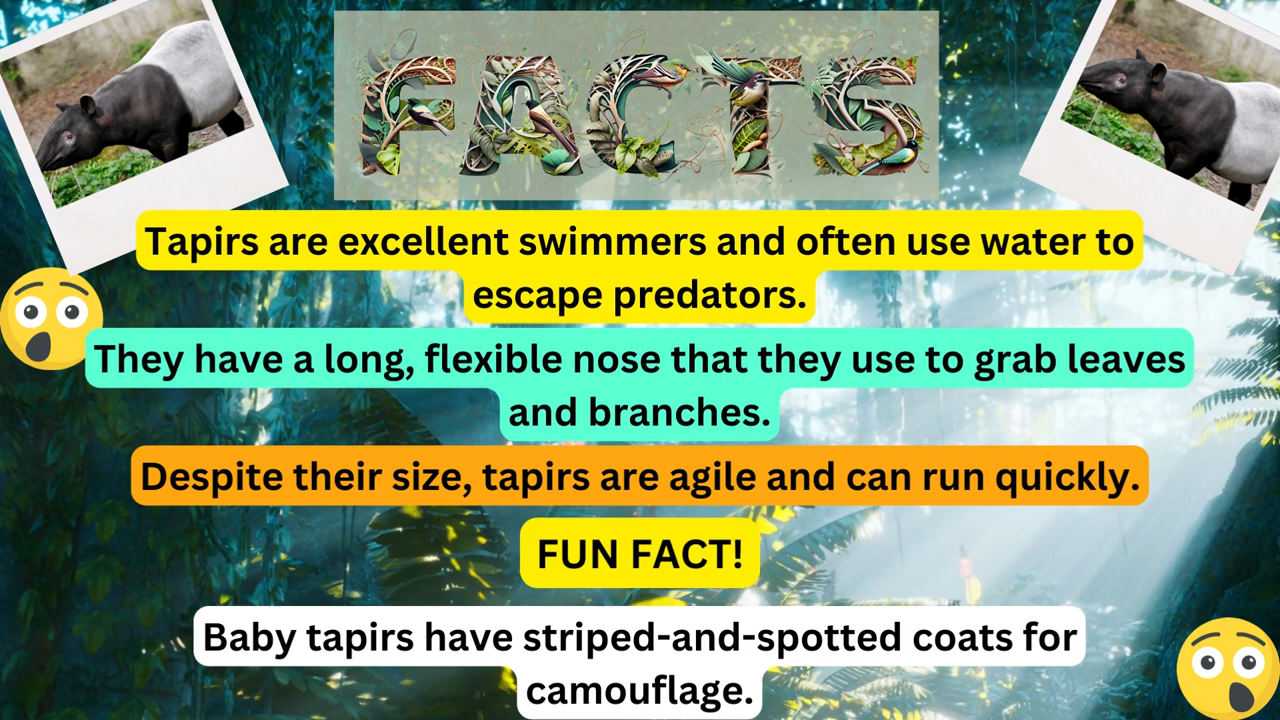 FACTS
Tapirs are excellent swimmers and often use water to
escape predators.
They have a long, flexible nose that they use to grab leaves
and branches.
Despite their size, tapirs are agile and can run quickly.
FUN FACT!
Baby tapirs have striped-and-spotted coats for
camouflage.